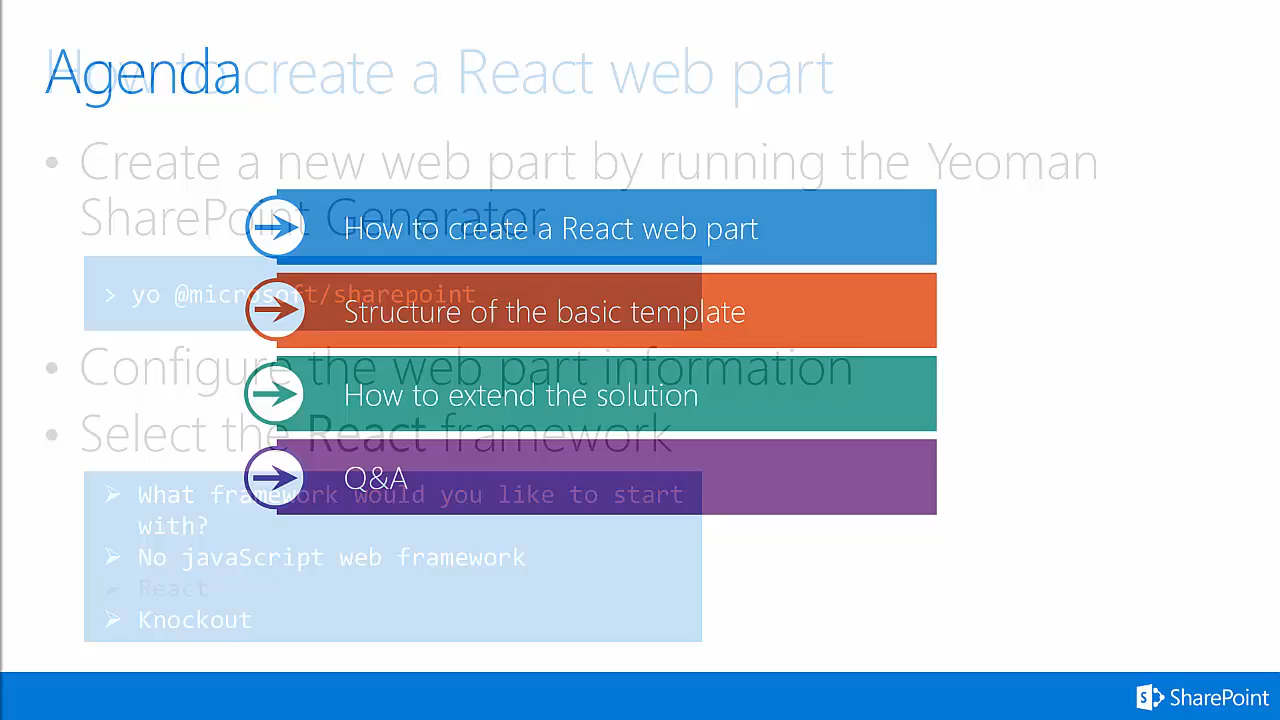 Agenda
How to create a React web part
• Create a new web part by running the Yeoman
SharePoint Generator
How to create a React web part
> yo @microsoft/sharepoint
Structure of the basic template
• Configure the web part information
How to extend the solution
• Select the React framework
Q&A
➢ What framework would you like to start
with?
➢ No javaScript web framework
➢ React
➢ Knockout
SharePoint